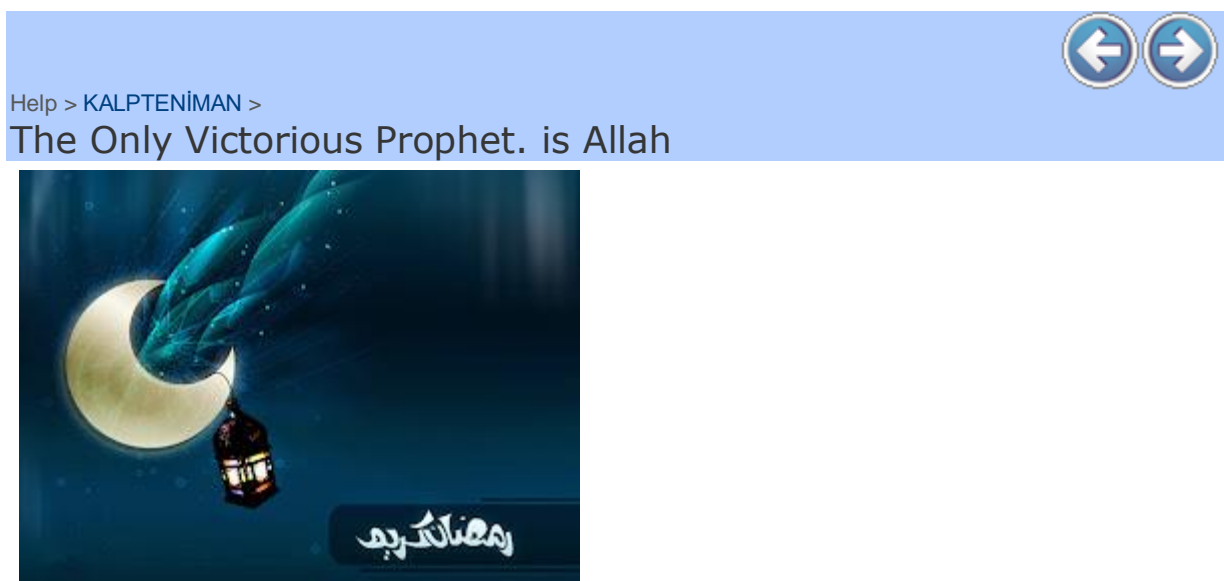 Help > KALPTENİMAN >
The Only Victorious Prophet. is Allah
رمضان كريم